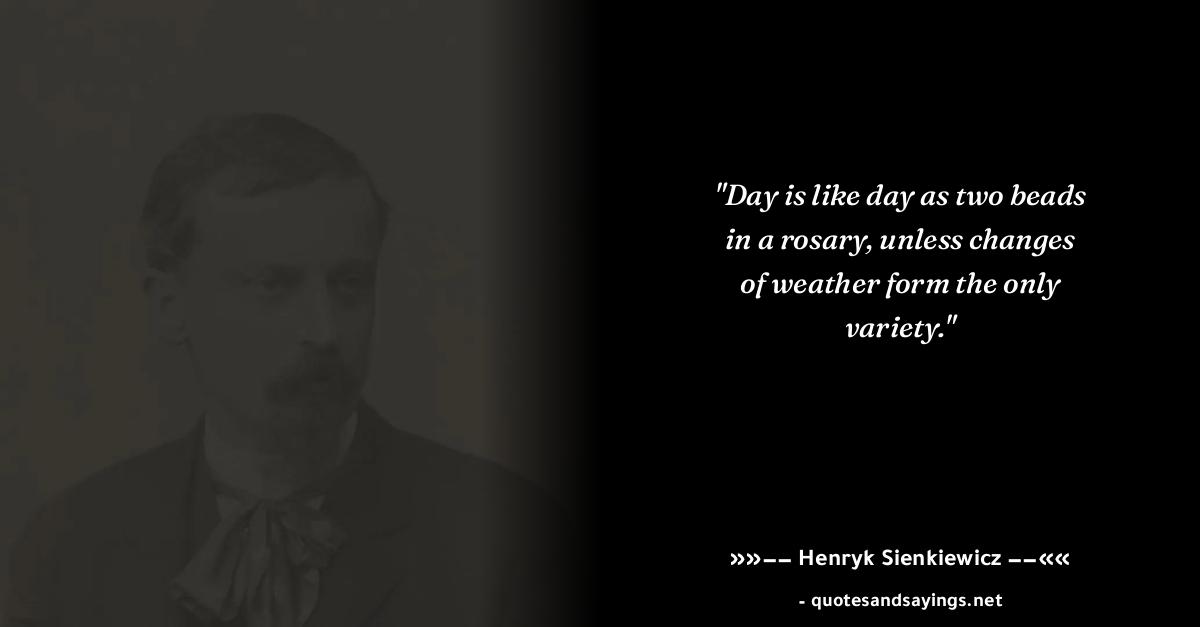 "Day is like day as two beads
in a rosary, unless changes
of weather form the only
variety."
»»−− Henryk Sienkiewicz −−««
- quotesandsayings.net